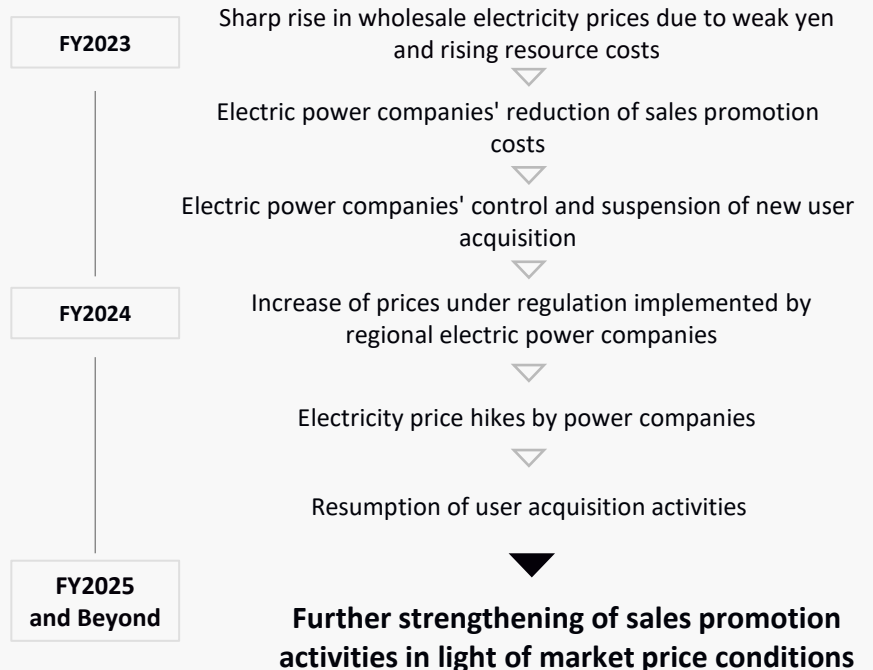 FY2023
Sharp rise in wholesale electricity prices due to weak yen
and rising resource costs
Electric power companies' reduction of sales promotion
costs
Electric power companies' control and suspension of new user
acquisition
FY2024
Increase of prices under regulation implemented by
regional electric power companies
Electricity price hikes by power companies
Resumption of user acquisition activities
FY2025
and Beyond
Further strengthening of sales promotion
activities in light of market price conditions